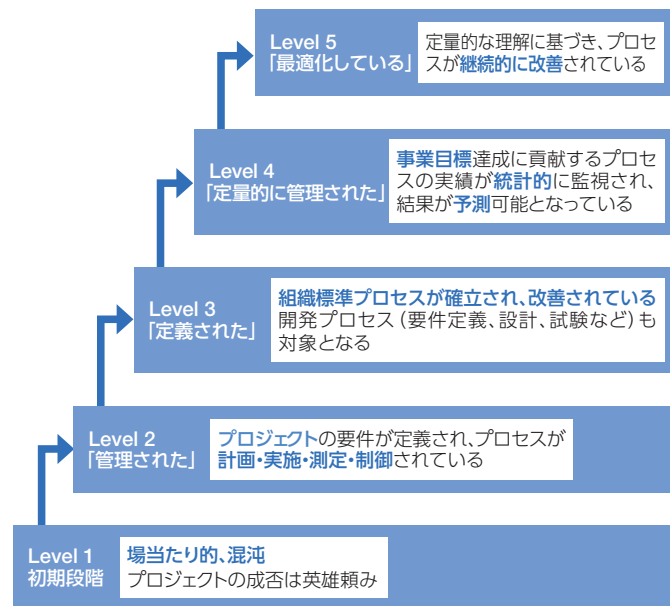 Level 5
「最適化している」
定量的な理解に基づき、プロセ
スが継続的に改善されている
Level 4
「定量的に管理された」
事業目標達成に貢献するプロセ
スの実績が統計的に監視され、
結果が予測可能となっている
Level 3
「定義された」
組織標準プロセスが確立され、改善されている
開発プロセス(要件定義、設計、試験など)も
対象となる
Level 2
「管理された」
プロジェクトの要件が定義され、プロセスが
計画・実施・測定・制御されている
Level 1
初期段階
場当たり的、混沌
プロジェクトの成否は英雄頼み